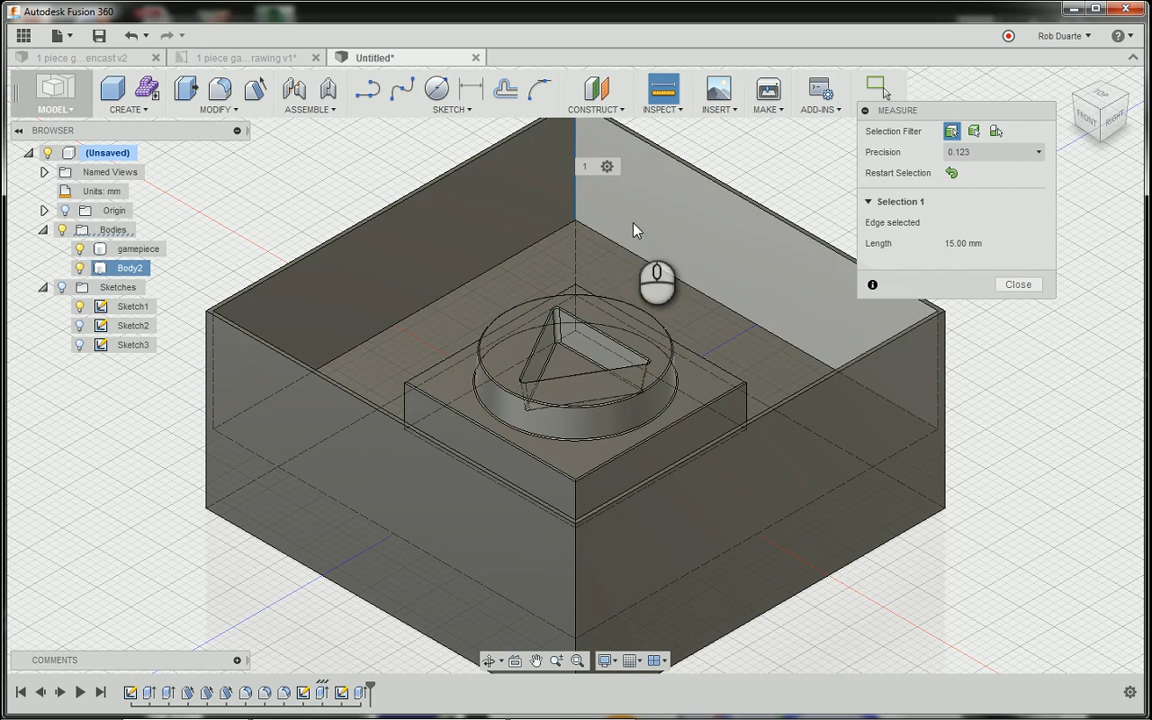 Autodesk Fusion 360
Rob Duarte
1 piece g...encast v2
1 piece ga...rawing v1*
Untitled*
MODEL
CREATE
MODIFY
ASSEMBLE
SKETCH
CONSTRUCT
INSPECT
INSERT
MAKE
ADD-INS
BROWSER
(Unsaved)
Named Views
Units: mm
Origin
Bodies
gamepiece
Body2
Sketches
Sketch1
Sketch2
Sketch3
1
MEASURE
Selection Filter
Precision 0.123
Restart Selection
Selection 1
Edge selected
Length 15.00 mm
Close
TOP
FRONT
RIGHT
COMMENTS